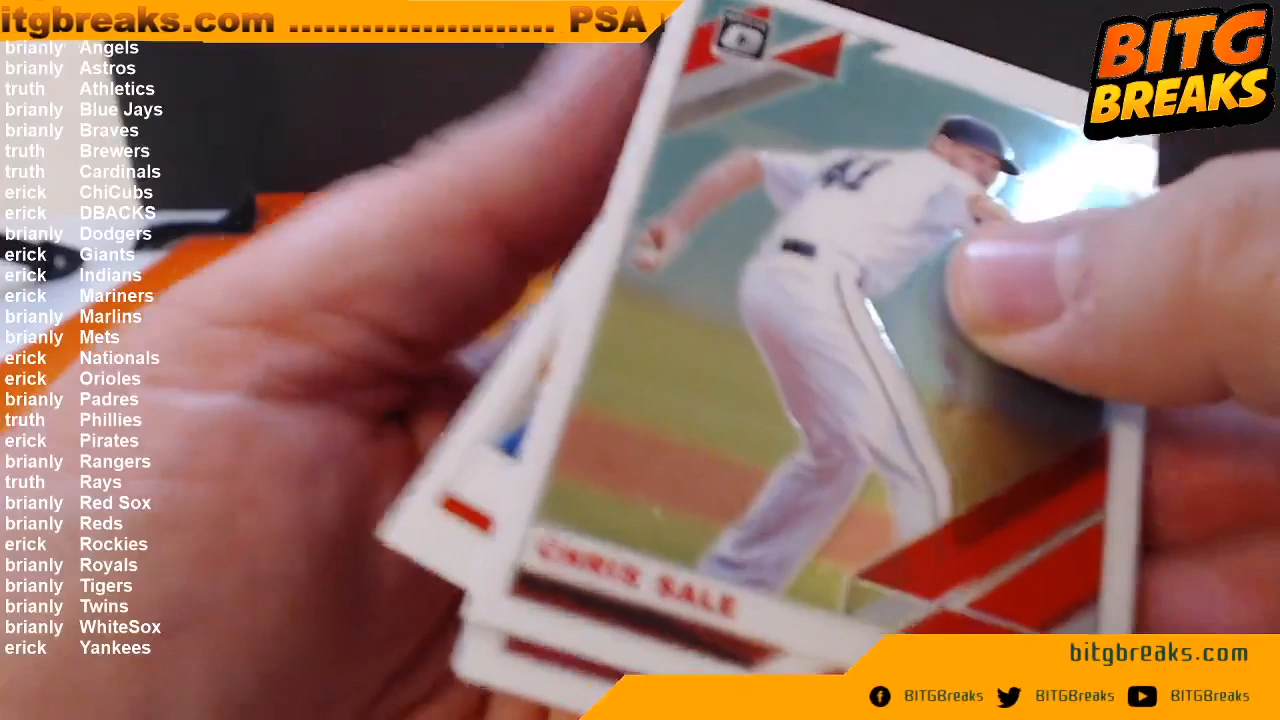 itgbreaks.com ...................... PSA
BITG
BREAKS
brianly Angels
brianly Astros
truth Athletics
brianly Blue Jays
brianly Braves
truth Brewers
truth Cardinals
erick ChiCubs
erick DBACKS
brianly Dodgers
erick Giants
erick Indians
erick Mariners
brianly Marlins
brianly Mets
erick Nationals
erick Orioles
brianly Padres
truth Phillies
erick Pirates
brianly Rangers
truth Rays
brianly Red Sox
brianly Reds
erick Rockies
brianly Royals
brianly Tigers
brianly Twins
brianly WhiteSox
erick Yankees
41
CHRIS SALE
bitgbreaks.com
BITGBreaks BITGBreaks BITGBreaks